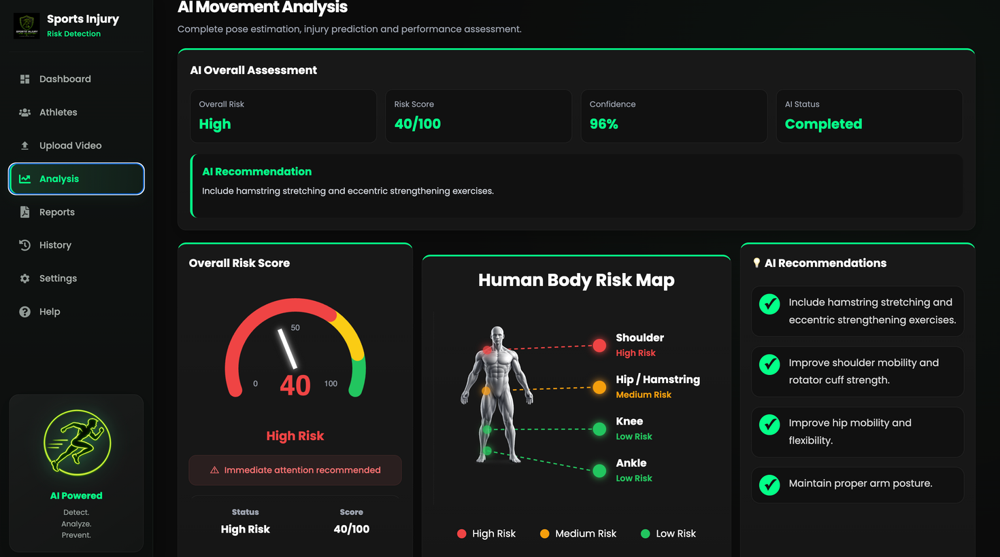 Sports Injury
Risk Detection
Dashboard
Athletes
Upload Video
Analysis
Reports
History
Settings
Help
AI Powered
Detect.
Analyze.
Prevent.
AI Movement Analysis
Complete pose estimation, injury prediction and performance assessment.
AI Overall Assessment
Overall Risk
High
Risk Score
40/100
Confidence
96%
AI Status
Completed
AI Recommendation
Include hamstring stretching and eccentric strengthening exercises.
Overall Risk Score
50
0
40
100
High Risk
Immediate attention recommended
Status
High Risk
Score
40/100
Human Body Risk Map
Shoulder
High Risk
Hip / Hamstring
Medium Risk
Knee
Low Risk
Ankle
Low Risk
High Risk
Medium Risk
Low Risk
AI Recommendations
Include hamstring stretching and
eccentric strengthening exercises.
Improve shoulder mobility and
rotator cuff strength.
Improve hip mobility and
flexibility.
Maintain proper arm posture.